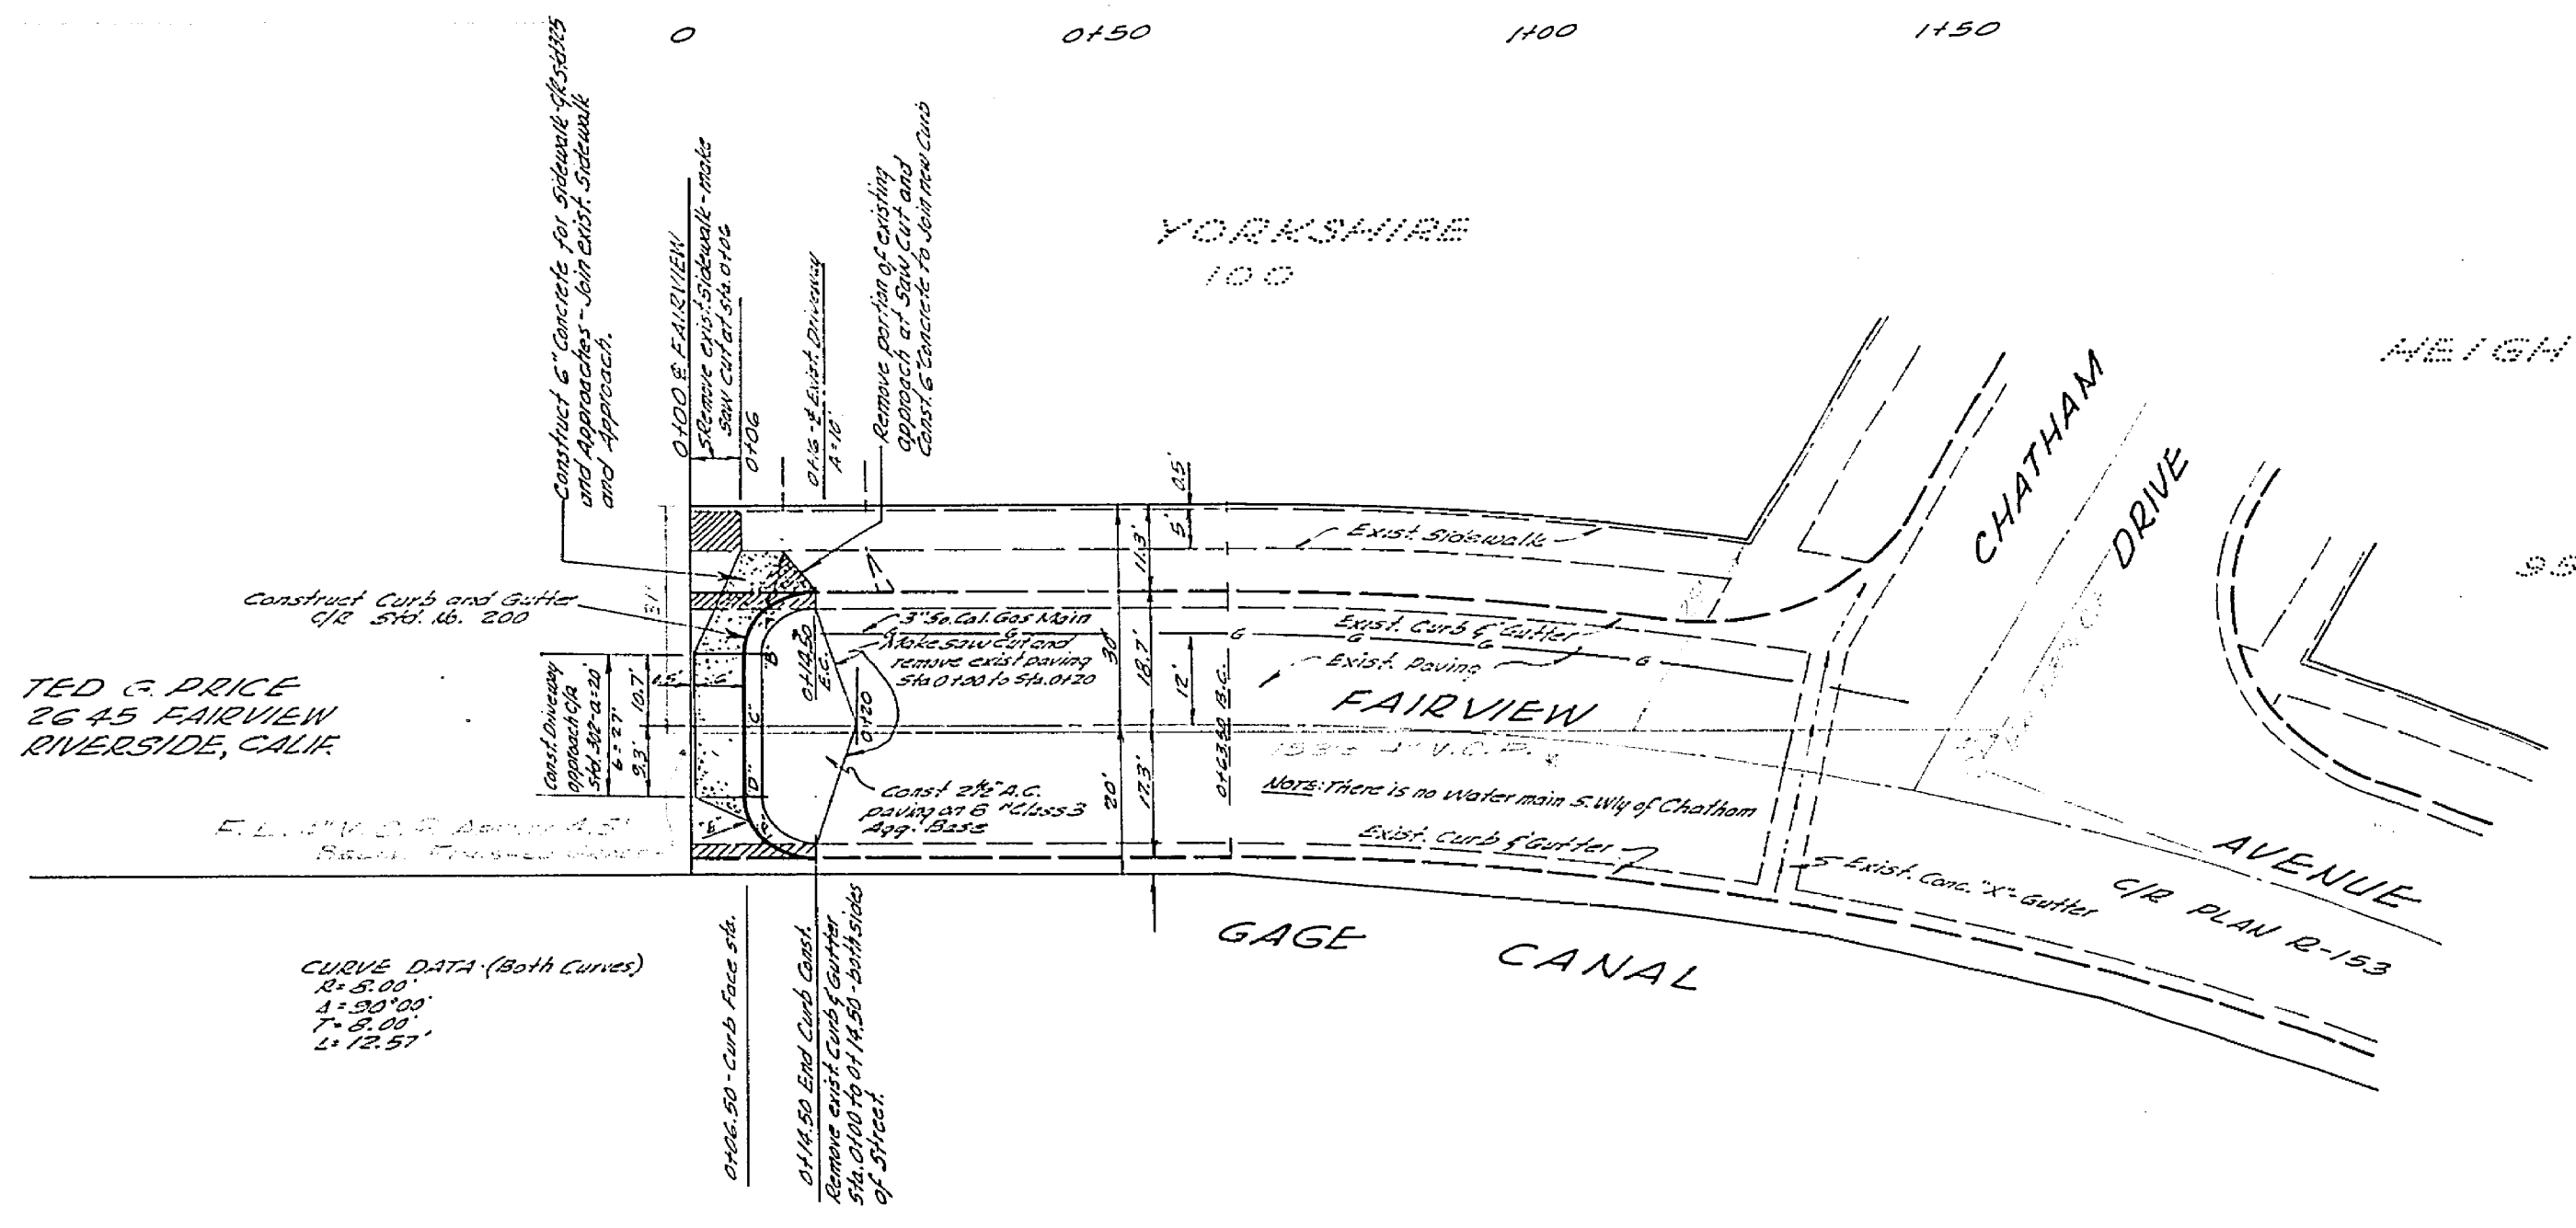 0
0+50
1+00
1+50
Construct 6" Concrete for Sidewalk
and Approaches - Join exist. Sidewalk
and Approach.
0+00 ℄ FAIRVIEW
Remove exist. Sidewalk - make
Saw Cut at sta. 0+06
0+06
0+16 - ℄ Exist. Driveway
A = 10'
Remove portion of existing
approach at Saw Cut and
Const. 6" Concrete to Join new Curb
YORKSHIRE
100
HEIGH
CHATHAM
DRIVE
0.5'
5'
11.3'
Exist. Sidewalk
Construct Curb and Gutter
C/R Std. No. 200
31'
"A"
"B"
"C"
"D"
0+14.50
E.C.
3" So. Cal. Gas Main
G
Make Saw Cut and
remove exist paving
Sta 0+00 to Sta. 0+20
0+20
30'
18.7'
12'
G
G
G
G
Exist. Curb & Gutter
Exist. Paving
0+63.50 B.C.
FAIRVIEW
V.C.P.
TED G. PRICE
2645 FAIRVIEW
RIVERSIDE, CALIF.
Const. Driveway
approach C/R
Std. 302 - a = 20'
b = 27'
10.7'
9.3'
6'
Const 2½" A.C.
paving on 6" Class 3
Agg. Base
20'
17.3'
NOTE: There is no Water main S. Wly of Chatham
Exist. Curb & Gutter
Exist. Conc. "X" - Gutter
AVENUE
C/R PLAN R-153
GAGE CANAL
CURVE DATA (Both Curves)
R = 8.00'
Δ = 90°00'
T = 8.00'
L = 12.57'
0+06.50 - Curb Face sta.
0+14.50 End Curb Const.
Remove exist. Curb & Gutter
Sta. 0+00 to 0+14.50 - both sides
of Street.